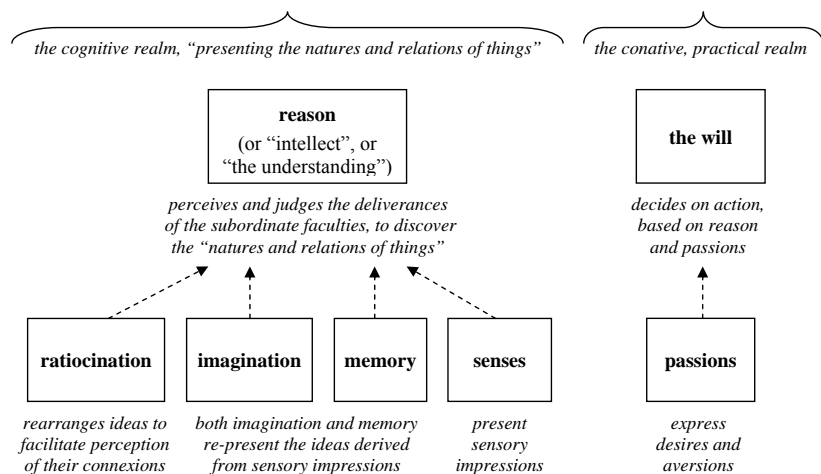 the cognitive realm, “presenting the natures and relations of things”
the conative, practical realm
reason
(or “intellect”, or
“the understanding”)
the will
perceives and judges the deliverances
of the subordinate faculties, to discover
the “natures and relations of things”
decides on action,
based on reason
and passions
ratiocination
imagination
memory
senses
passions
rearranges ideas to
facilitate perception
of their connexions
both imagination and memory
re-present the ideas derived
from sensory impressions
present
sensory
impressions
express
desires and
aversions